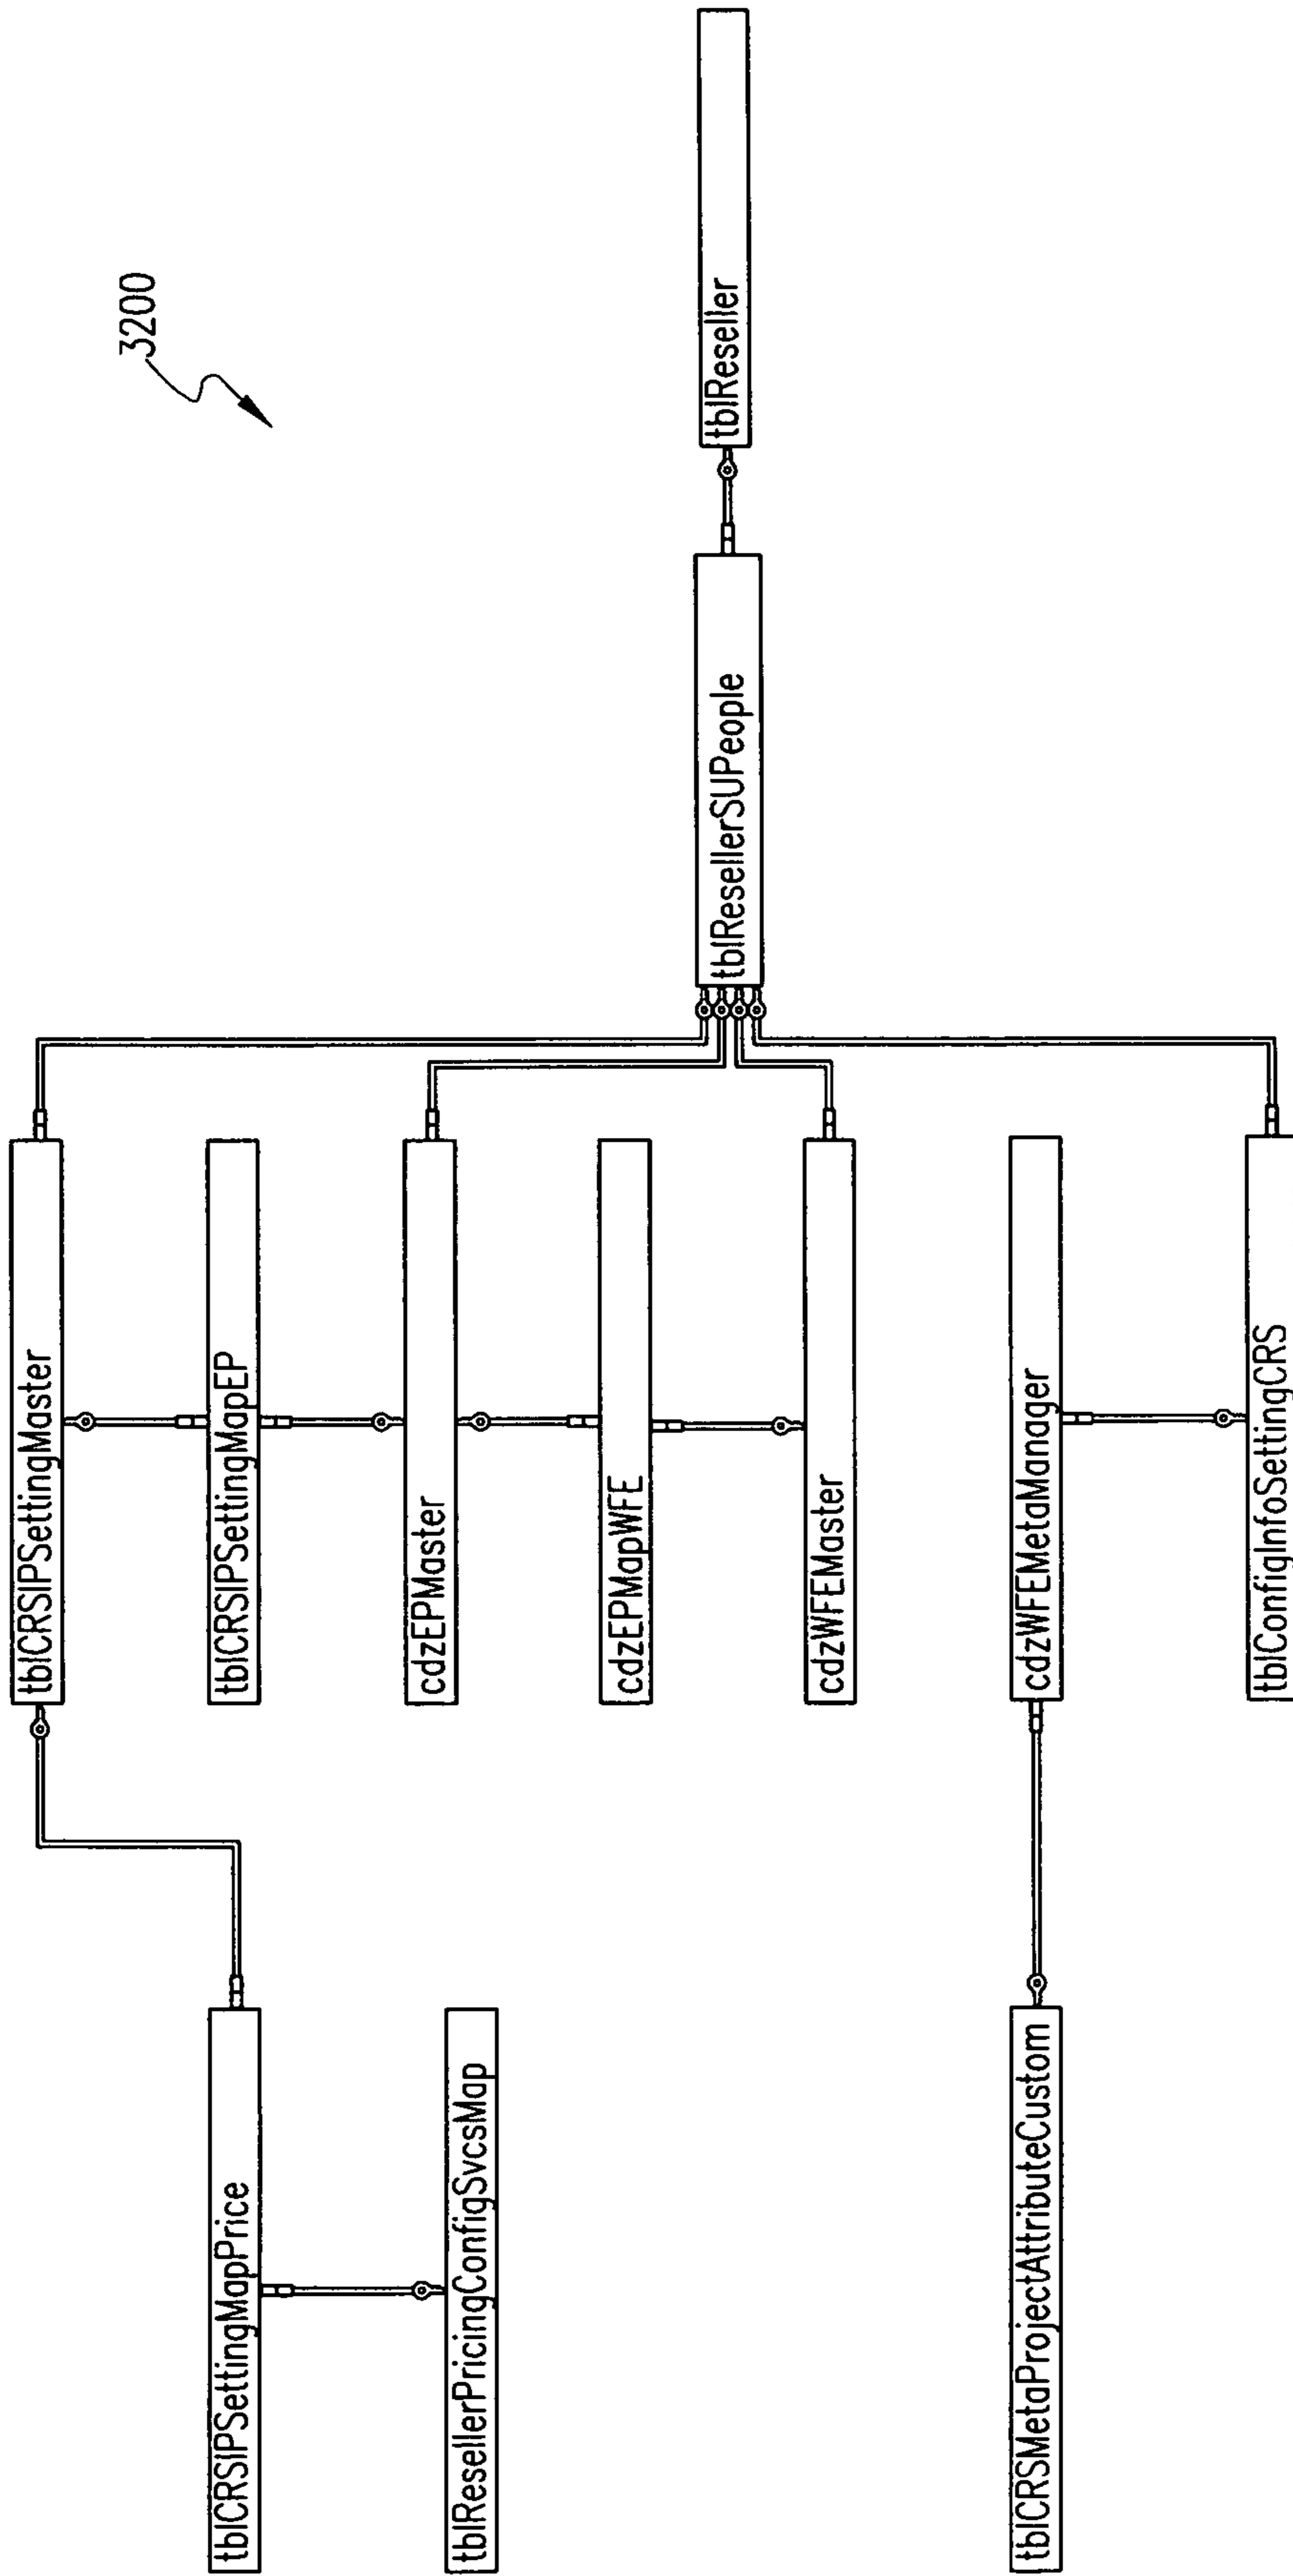 3200
tblCRSIPSettingMapPrice
tblResellerPricingConfigSvcsMap
tblCRSMetaProjectAttributeCustom
tblCRSIPSettingMaster
tblCRSIPSettingMapEP
cdzEPMaster
cdzEPMapWFE
cdzWFEMaster
cdzWFEMetaManager
tblConfigInfoSettingCRS
tblResellerSUPeople
tblReseller